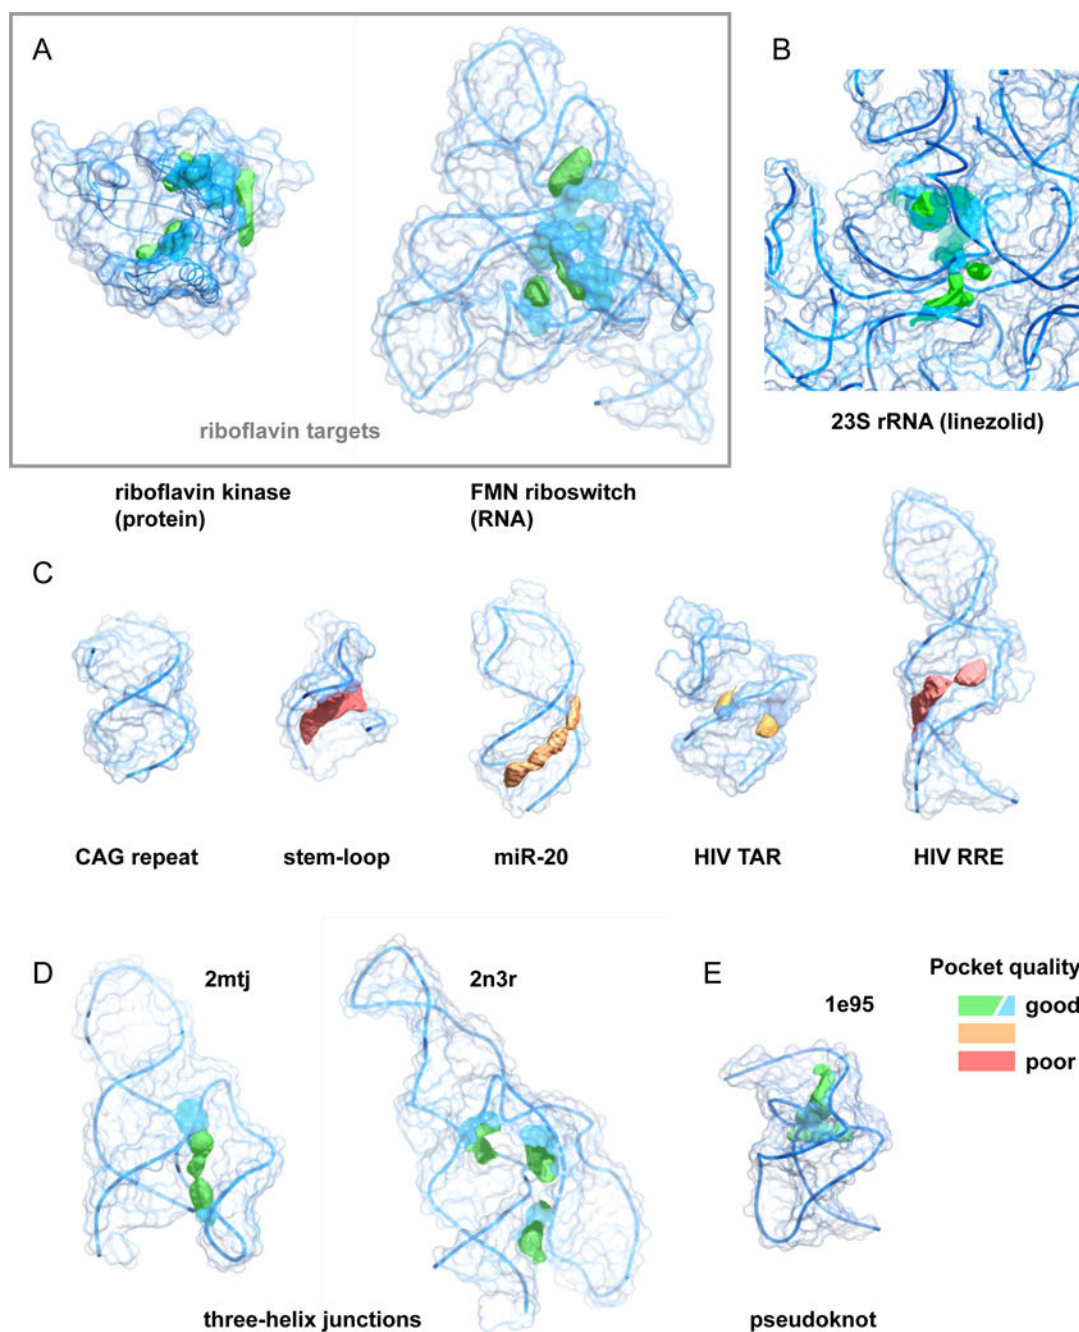 A
B
riboflavin targets
23S rRNA (linezolid)
riboflavin kinase
(protein)
FMN riboswitch
(RNA)
C
CAG repeat
stem-loop
miR-20
HIV TAR
HIV RRE
D
2mtj
2n3r
E
1e95
Pocket quality
good
poor
three-helix junctions
pseudoknot